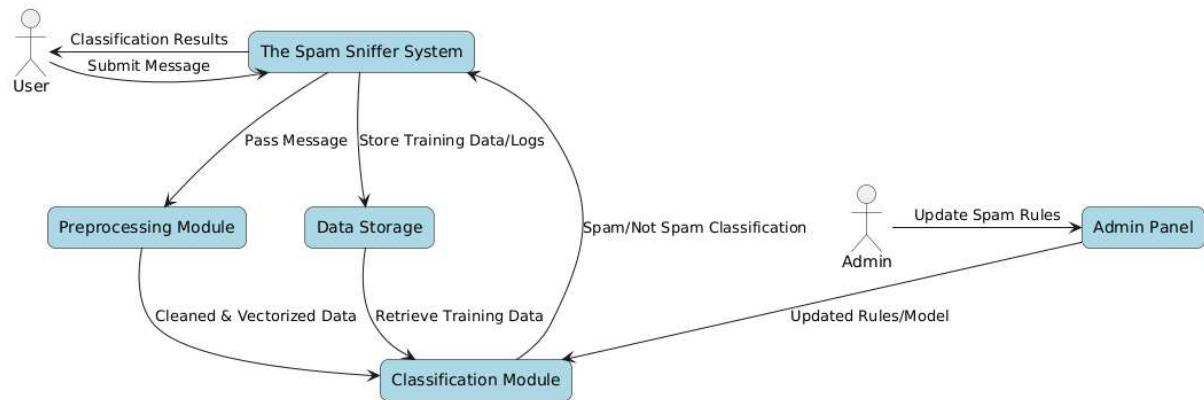 Classification Results
The Spam Sniffer System
Submit Message
User
Pass Message
Store Training Data/Logs
Preprocessing Module
Data Storage
Spam/Not Spam Classification
Update Spam Rules
Admin Panel
Admin
Cleaned & Vectorized Data
Retrieve Training Data
Updated Rules/Model
Classification Module